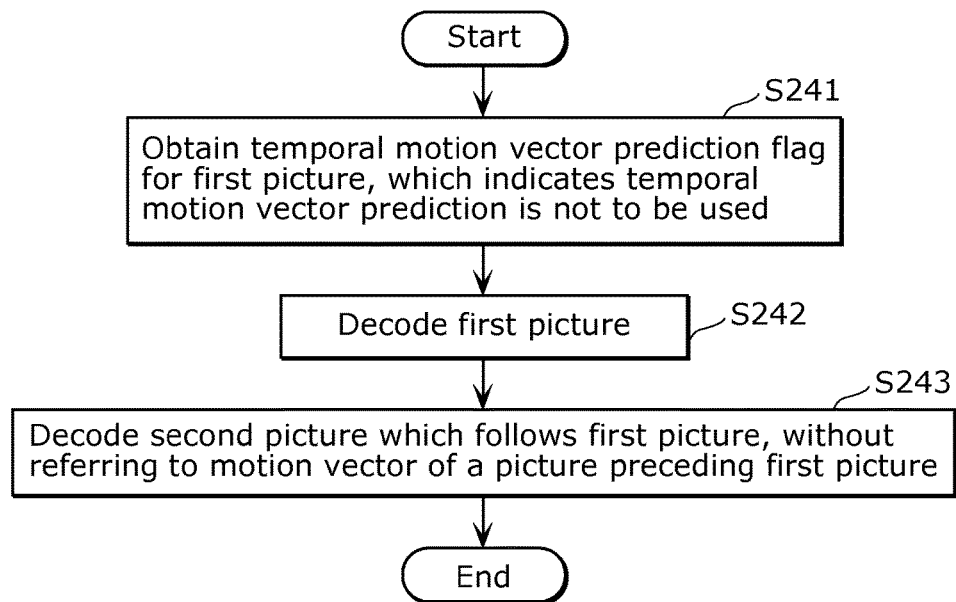 Start
S241
Obtain temporal motion vector prediction flag
for first picture, which indicates temporal
motion vector prediction is not to be used
Decode first picture
S242
S243
Decode second picture which follows first picture, without
referring to motion vector of a picture preceding first picture
End